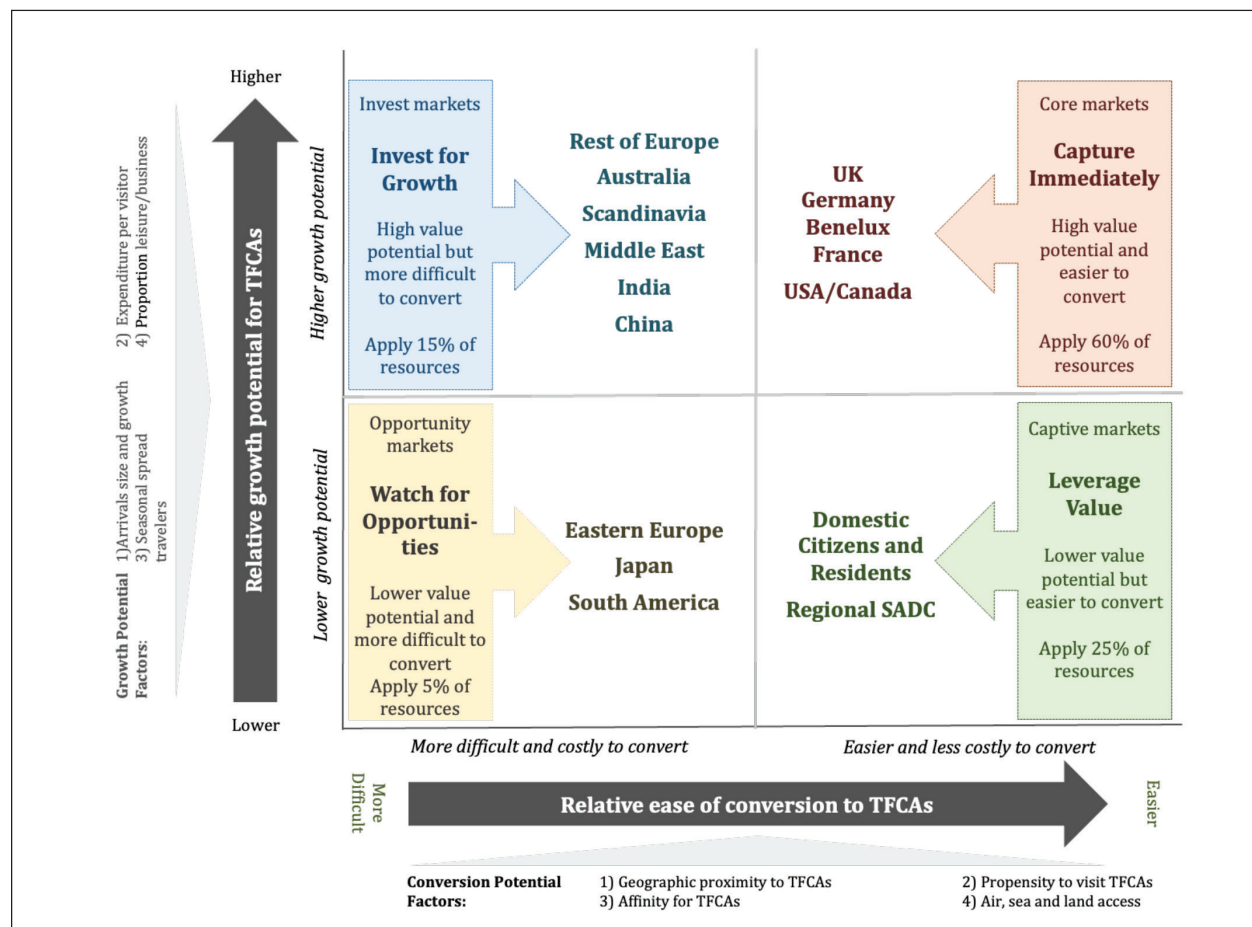 Higher
Relative growth potential for TFCAs
Lower
Growth Potential 1)Arrivals size and growth 2) Expenditure per visitor
Factors: 3) Seasonal spread 4) Proportion leisure/business
travelers
Higher growth potential
Lower growth potential
Invest markets
Invest for
Growth
High value
potential but
more difficult
to convert
Apply 15% of
resources
Rest of Europe
Australia
Scandinavia
Middle East
India
China
UK
Germany
Benelux
France
USA/Canada
Core markets
Capture
Immediately
High value
potential and
easier to
convert
Apply 60% of
resources
Opportunity
markets
Watch for
Opportuni-
ties
Lower value
potential and
more difficult to
convert
Apply 5% of
resources
Eastern Europe
Japan
South America
Domestic
Citizens and
Residents
Regional SADC
Captive markets
Leverage
Value
Lower value
potential but
easier to convert
Apply 25% of
resources
More difficult and costly to convert
Easier and less costly to convert
More
Difficult
Relative ease of conversion to TFCAs
Easier
Conversion Potential 1) Geographic proximity to TFCAs 2) Propensity to visit TFCAs
Factors: 3) Affinity for TFCAs 4) Air, sea and land access